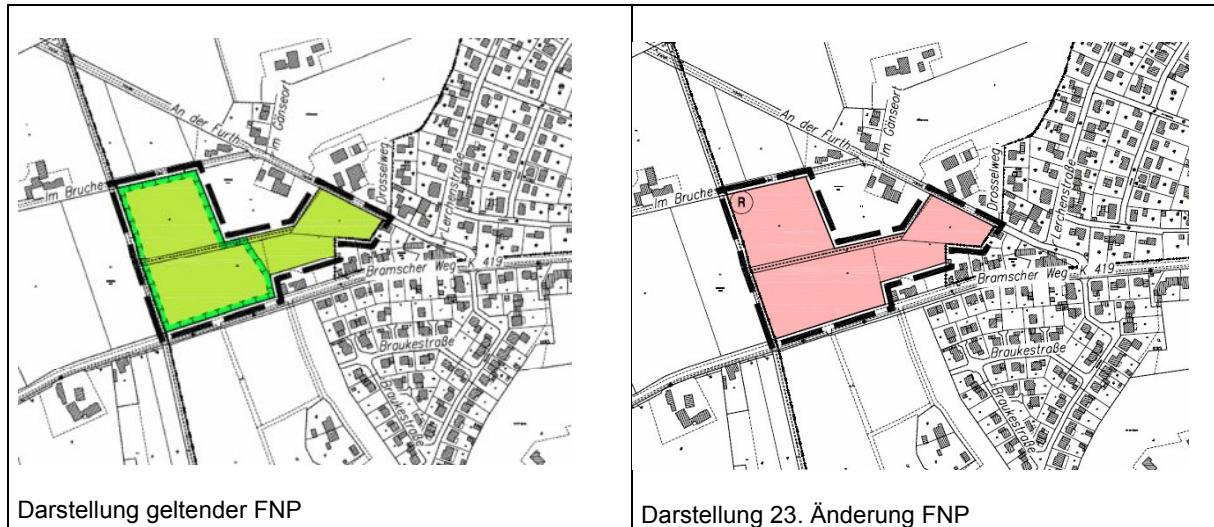 An der Furth
Im Gänseort
Drosselweg
Lerchenstraße
Im Bruche
Bramscher Weg K 419
Braukestraße
Braukestraße
Darstellung geltender FNP
An der Furth
Im Gänseort
Drosselweg
Lerchenstraße
Im Bruche
R
Bramscher Weg K 419
Braukestraße
Braukestraße
Darstellung 23. Änderung FNP